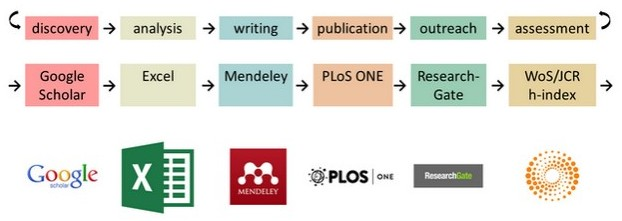 discovery analysis writing publication outreach assessment
Google Scholar
Excel
Mendeley
PLoS ONE
Research-
Gate
WoS/JCR
h-index
Google
scholar
X
MENDELEY
PLOS ONE
ResearchGate